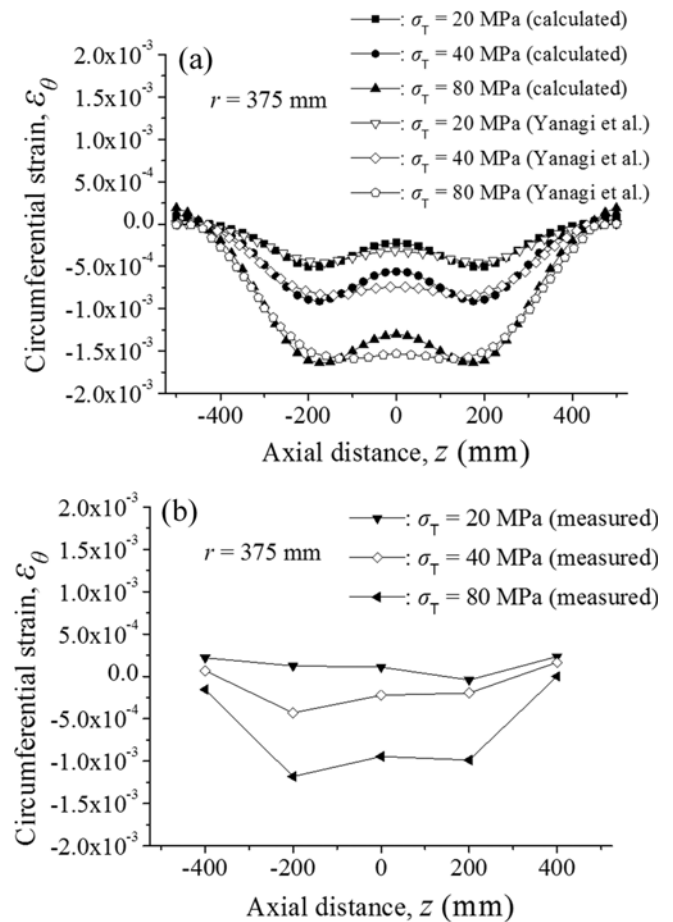 (a)
r = 375 mm
: σT = 20 MPa (calculated)
: σT = 40 MPa (calculated)
: σT = 80 MPa (calculated)
: σT = 20 MPa (Yanagi et al.)
: σT = 40 MPa (Yanagi et al.)
: σT = 80 MPa (Yanagi et al.)
Circumferential strain, εθ
2.0x10⁻³
1.5x10⁻³
1.0x10⁻³
5.0x10⁻⁴
0.0
-5.0x10⁻⁴
-1.0x10⁻³
-1.5x10⁻³
-2.0x10⁻³
-400 -200 0 200 400
Axial distance, z (mm)
(b)
r = 375 mm
: σT = 20 MPa (measured)
: σT = 40 MPa (measured)
: σT = 80 MPa (measured)
Circumferential strain, εθ
2.0x10⁻³
1.5x10⁻³
1.0x10⁻³
5.0x10⁻⁴
0.0
-5.0x10⁻⁴
-1.0x10⁻³
-1.5x10⁻³
-2.0x10⁻³
-400 -200 0 200 400
Axial distance, z (mm)